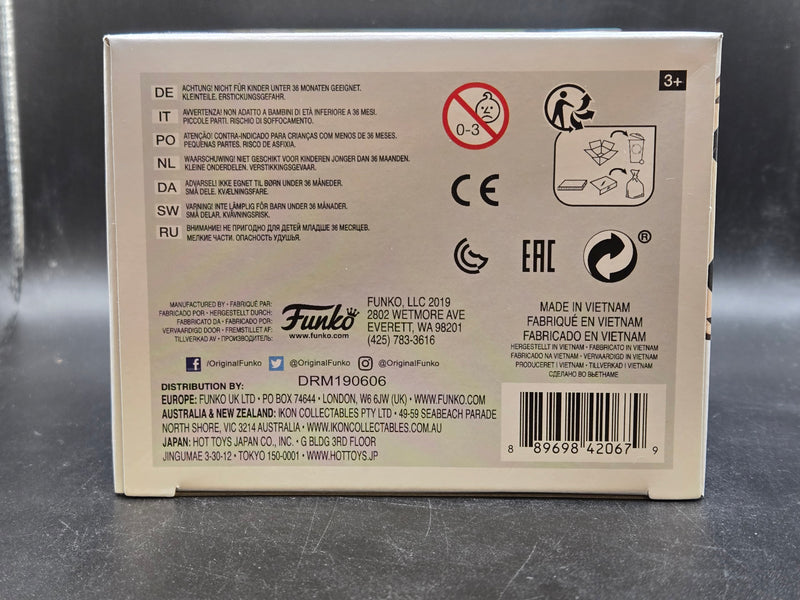 3+
DE ACHTUNG! NICHT FÜR KINDER UNTER 36 MONATEN GEEIGNET.
KLEINTEILE. ERSTICKUNGSGEFAHR.
IT AVVERTENZA! NON ADATTO A BAMBINI DI ETÀ INFERIORE A 36 MESI.
PICCOLE PARTI. RISCHIO DI SOFFOCAMENTO.
PO ATENÇÃO! CONTRA-INDICADO PARA CRIANÇAS COM MENOS DE 36 MESES.
PEQUENAS PARTES. RISCO DE ASFIXIA.
NL WAARSCHUWING! NIET GESCHIKT VOOR KINDEREN JONGER DAN 36 MAANDEN.
KLEINE ONDERDELEN. VERSTIKKINGSGEVAAR.
DA ADVARSEL! IKKE EGNET TIL BØRN UNDER 36 MÅNEDER.
SMÅ DELE. KVÆLNINGSFARE.
SW VARNING! INTE LÄMPLIG FÖR BARN UNDER 36 MÅNADER.
SMÅ DELAR. KVÄVNINGSRISK.
RU ВНИМАНИЕ! НЕ ПРИГОДНО ДЛЯ ДЕТЕЙ МЛАДШЕ 36 МЕСЯЦЕВ.
МЕЛКИЕ ЧАСТИ. ОПАСНОСТЬ УДУШЬЯ.
0-3
CE
EAC
®
MANUFACTURED BY • FABRIQUÉ PAR:
FABRICADO POR • HERGESTELLT DURCH:
FABBRICATO DA • FABRICADO POR:
VERVAARDIGD DOOR • FREMSTILLET AF:
TILLVERKAD AV • ПРОИЗВОДИТЕЛЬ:
Funko
www.funko.com
FUNKO, LLC 2019
2802 WETMORE AVE
EVERETT, WA 98201
(425) 783-3616
MADE IN VIETNAM
FABRIQUÉ EN VIETNAM
FABRICADO EN VIETNAM
HERGESTELLT IN VIETNAM • FABBRICATO IN VIETNAM
FABRICADO NA VIETNAM • VERVAARDIGD IN VIETNAM
PRODUCERET I VIETNAM • TILLVERKAD I VIETNAM
СДЕЛАНО ВО ВЬЕТНАМЕ
/OriginalFunko @OriginalFunko @OriginalFunko
DRM190606
DISTRIBUTION BY:
EUROPE: FUNKO UK LTD • PO BOX 74644 • LONDON, W6 6JW (UK) • WWW.FUNKO.COM
AUSTRALIA & NEW ZEALAND: IKON COLLECTABLES PTY LTD • 49-59 SEABEACH PARADE
NORTH SHORE, VIC 3214 AUSTRALIA • WWW.IKONCOLLECTABLES.COM.AU
JAPAN: HOT TOYS JAPAN CO., INC. • G BLDG 3RD FLOOR
JINGUMAE 3-30-12 • TOKYO 150-0001 • WWW.HOTTOYS.JP
8 89698 42067 9